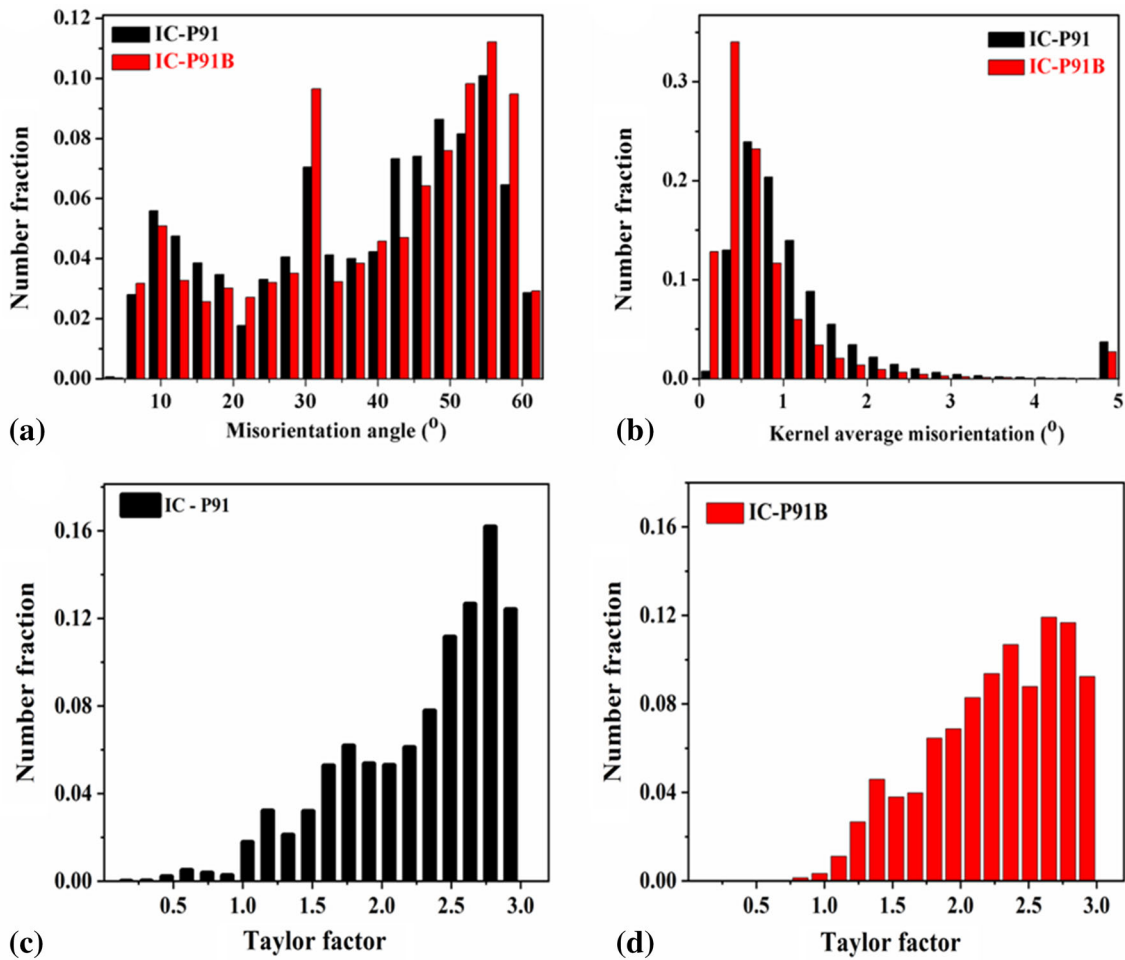 IC-P91
IC-P91B
Number fraction
0.12
0.10
0.08
0.06
0.04
0.02
0.00
10 20 30 40 50 60
Misorientation angle (o)
(a)
IC-P91
IC-P91B
Number fraction
0.3
0.2
0.1
0.0
0 1 2 3 4 5
Kernel average misorientation (o)
(b)
IC - P91
Number fraction
0.16
0.12
0.08
0.04
0.00
0.5 1.0 1.5 2.0 2.5 3.0
Taylor factor
(c)
IC-P91B
Number fraction
0.16
0.12
0.08
0.04
0.00
0.5 1.0 1.5 2.0 2.5 3.0
Taylor factor
(d)